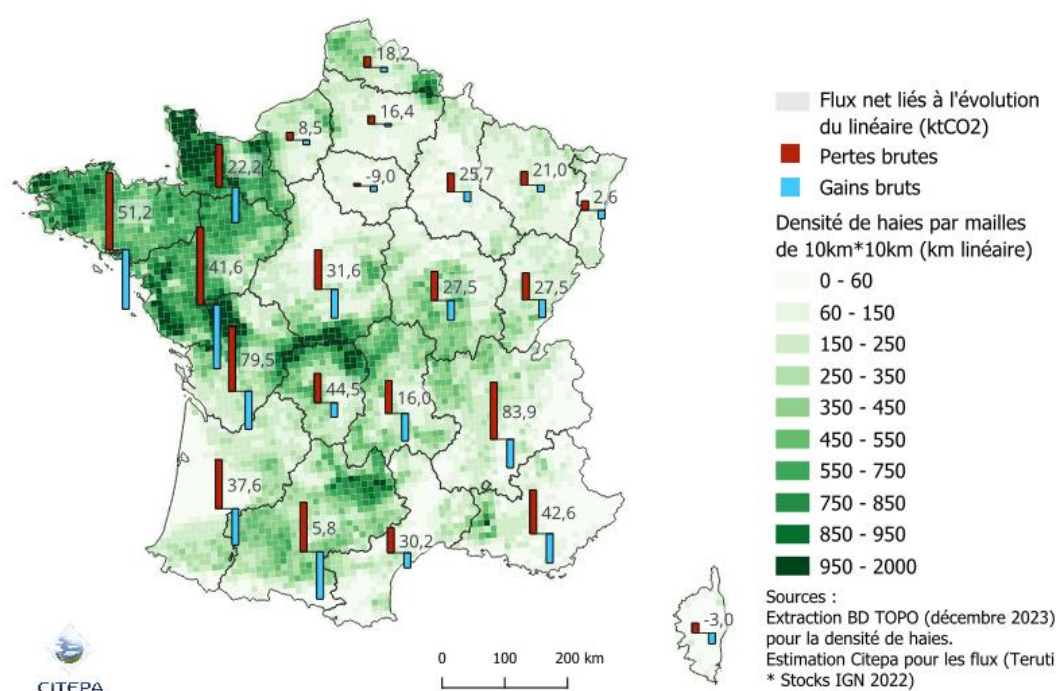 18,2
16,4
8,5
22,2
-9,0
25,7
21,0
2,6
51,2
41,6
31,6
27,5
27,5
79,5
44,5
16,0
83,9
37,6
5,8
30,2
42,6
-3,0
Flux net liés à l'évolution
du linéaire (ktCO2)
Pertes brutes
Gains bruts
Densité de haies par mailles
de 10km*10km (km linéaire)
0 - 60
60 - 150
150 - 250
250 - 350
350 - 450
450 - 550
550 - 750
750 - 850
850 - 950
950 - 2000
Sources :
Extraction BD TOPO (décembre 2023)
pour la densité de haies.
Estimation Citepa pour les flux (Teruti
* Stocks IGN 2022)
0 100 200 km
CITEPA